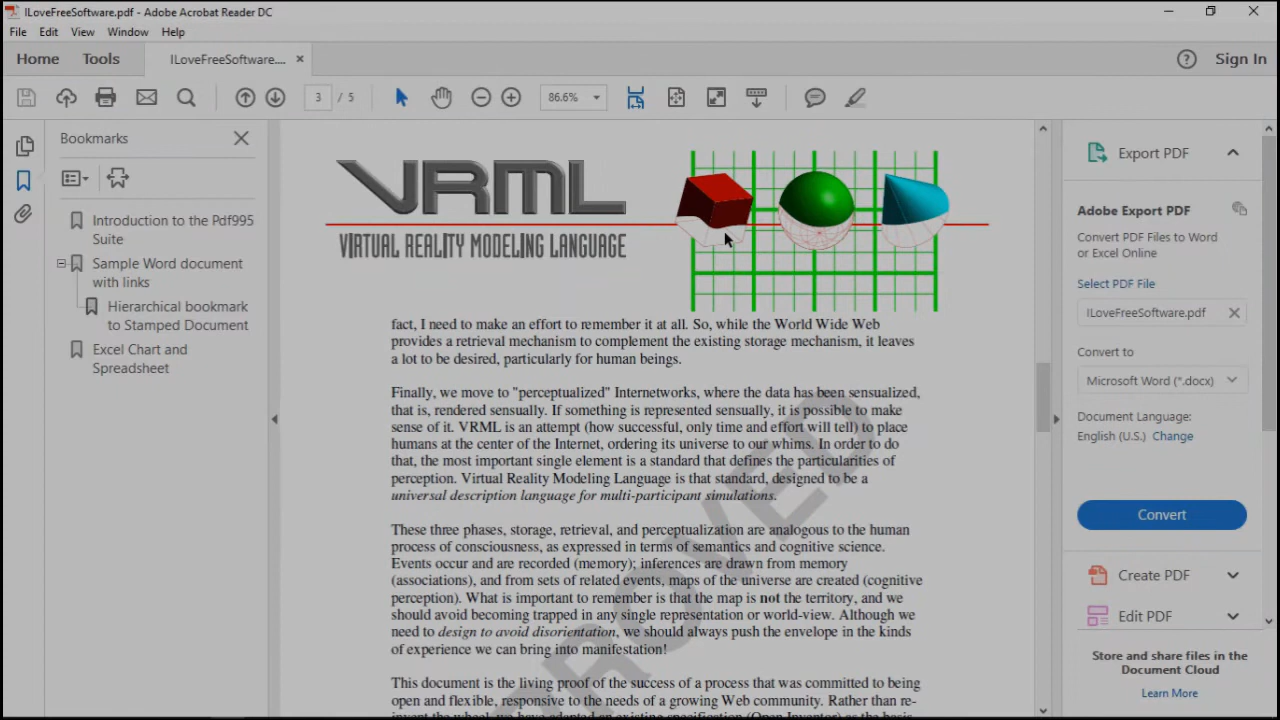 ILoveFreeSoftware.pdf - Adobe Acrobat Reader DC
File Edit View Window Help
Home Tools ILoveFreeSoftware.... × Sign In
3 / 5 86.6%
Bookmarks
Introduction to the Pdf995
Suite
Sample Word document
with links
Hierarchical bookmark
to Stamped Document
Excel Chart and
Spreadsheet
VRML
VIRTUAL REALITY MODELING LANGUAGE
fact, I need to make an effort to remember it at all. So, while the World Wide Web
provides a retrieval mechanism to complement the existing storage mechanism, it leaves
a lot to be desired, particularly for human beings.
Finally, we move to "perceptualized" Internetworks, where the data has been sensualized,
that is, rendered sensually. If something is represented sensually, it is possible to make
sense of it. VRML is an attempt (how successful, only time and effort will tell) to place
humans at the center of the Internet, ordering its universe to our whims. In order to do
that, the most important single element is a standard that defines the particularities of
perception. Virtual Reality Modeling Language is that standard, designed to be a
universal description language for multi-participant simulations.
These three phases, storage, retrieval, and perceptualization are analogous to the human
process of consciousness, as expressed in terms of semantics and cognitive science.
Events occur and are recorded (memory); inferences are drawn from memory
(associations), and from sets of related events, maps of the universe are created (cognitive
perception). What is important to remember is that the map is not the territory, and we
should avoid becoming trapped in any single representation or world-view. Although we
need to design to avoid disorientation, we should always push the envelope in the kinds
of experience we can bring into manifestation!
This document is the living proof of the success of a process that was committed to being
open and flexible, responsive to the needs of a growing Web community. Rather than re-
invent the wheel, we have adapted an existing specification (Open Inventor) as the basis
PROVED
Export PDF
Adobe Export PDF
Convert PDF Files to Word
or Excel Online
Select PDF File
ILoveFreeSoftware.pdf
Convert to
Microsoft Word (*.docx)
Document Language:
English (U.S.) Change
Convert
Create PDF
Edit PDF
Store and share files in the
Document Cloud
Learn More